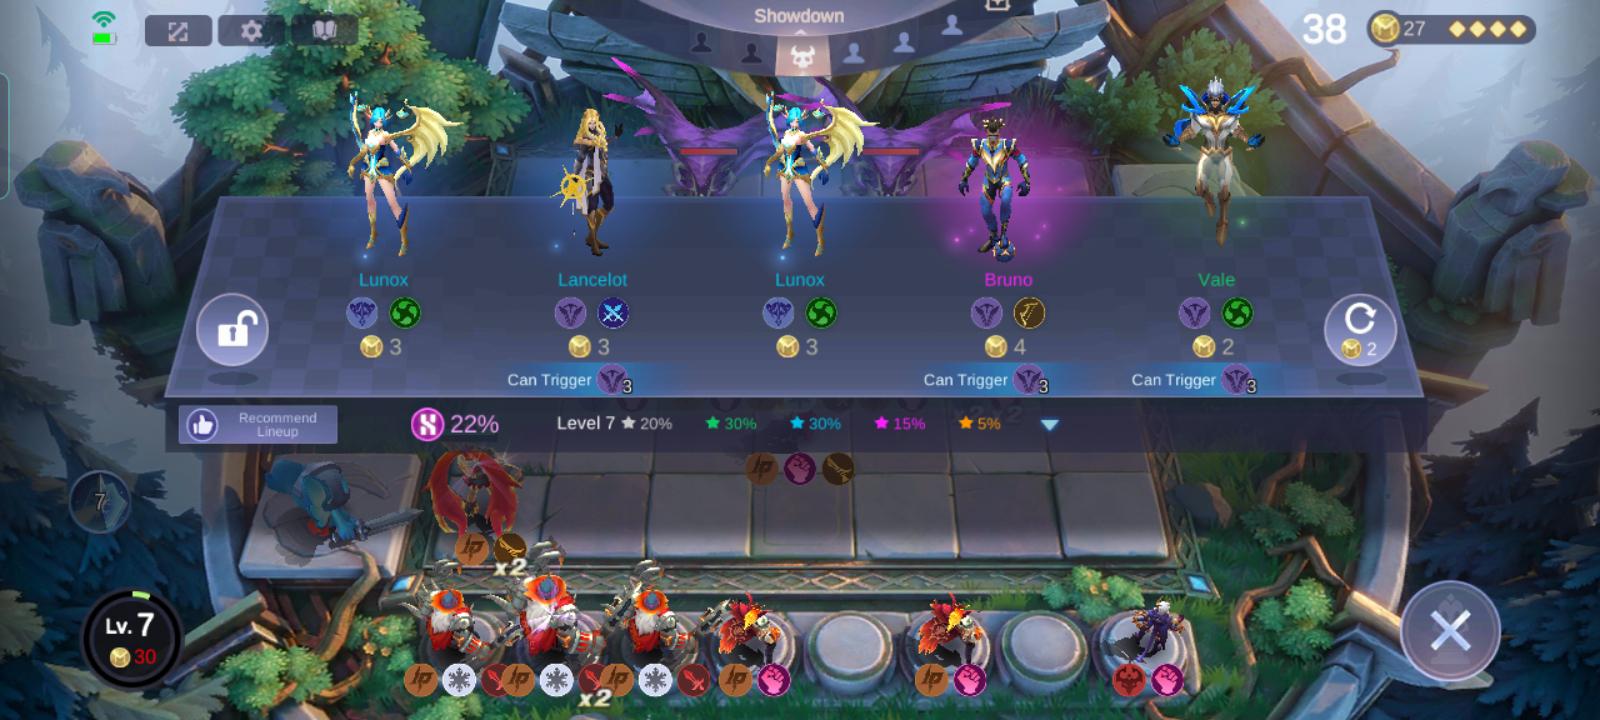 Showdown
38
27
Lunox
Lancelot
Lunox
Bruno
Vale
3
3
3
4
2
2
Can Trigger 3
Can Trigger 3
Can Trigger 3
Recommend
Lineup
22%
Level 7 20% 30% 30% 15% 5%
7
x2
Lv. 7
30
x2